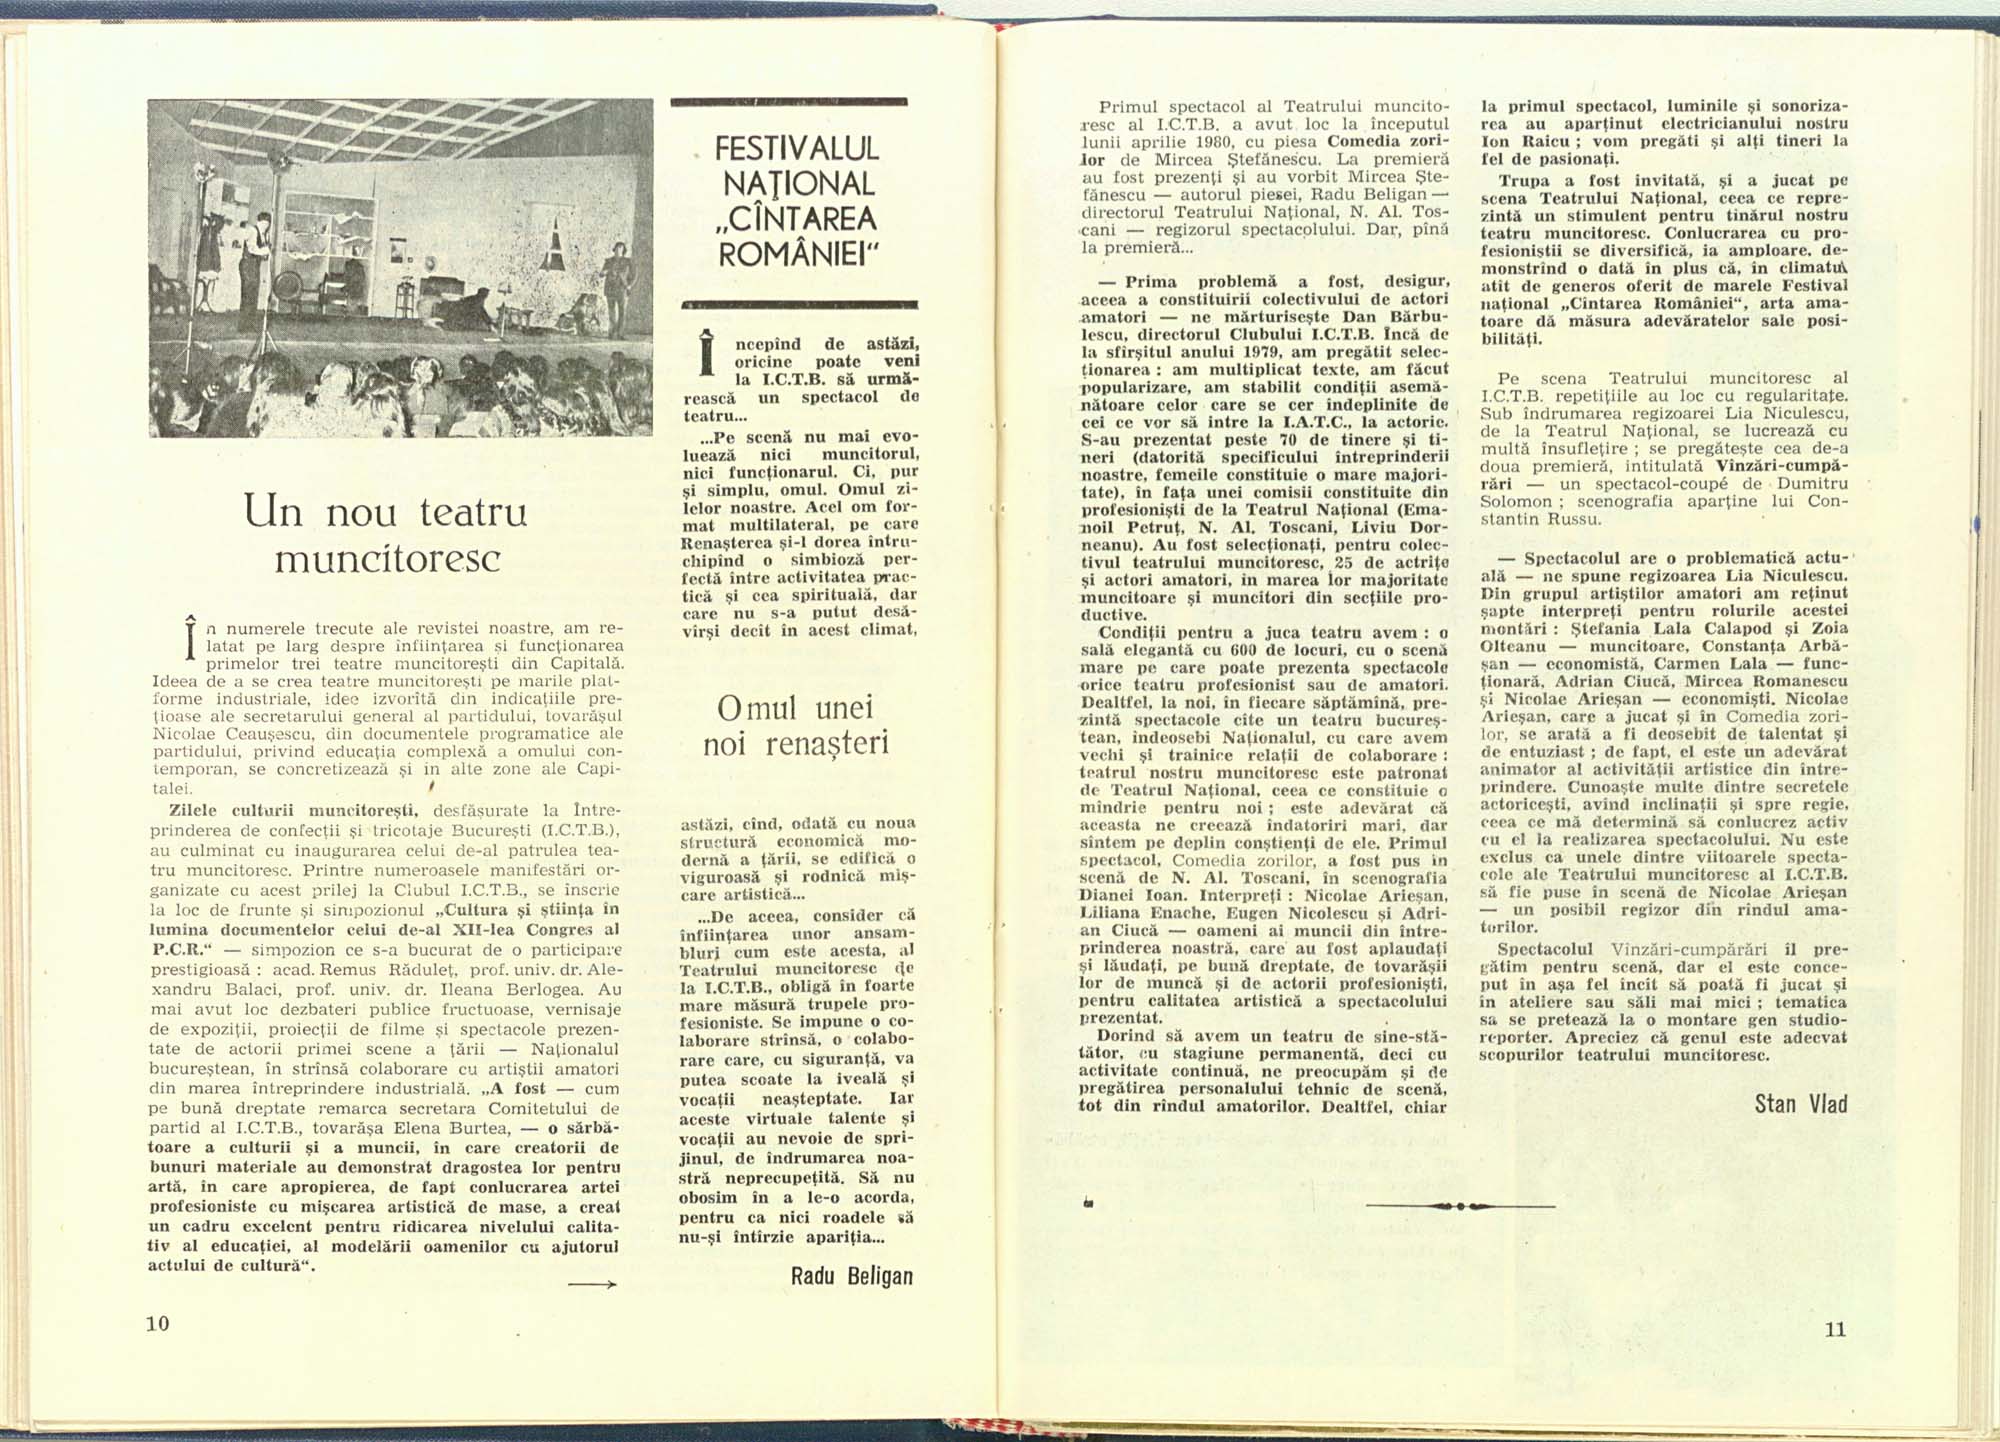 FESTIVALUL
NAȚIONAL
„CÎNTAREA
ROMÂNIEI“
Un nou teatru
muncitoresc
În numerele trecute ale revistei noastre, am re-
latat pe larg despre înființarea și funcționarea
primelor trei teatre muncitorești din Capitală.
Ideea de a se crea teatre muncitorești pe marile plat-
forme industriale, idee izvorîtă din indicațiile pre-
țioase ale secretarului general al partidului, tovarășul
Nicolae Ceaușescu, din documentele programatice ale
partidului, privind educația complexă a omului con-
temporan, se concretizează și în alte zone ale Capi-
talei.
Zilele culturii muncitorești, desfășurate la Între-
prinderea de confecții și tricotaje București (I.C.T.B.),
au culminat cu inaugurarea celui de-al patrulea tea-
tru muncitoresc. Printre numeroasele manifestări or-
ganizate cu acest prilej la Clubul I.C.T.B., se înscrie
la loc de frunte și simpozionul „Cultura și știința în
lumina documentelor celui de-al XII-lea Congres al
P.C.R.“ — simpozion ce s-a bucurat de o participare
prestigioasă : acad. Remus Răduleț, prof. univ. dr. Ale-
xandru Balaci, prof. univ. dr. Ileana Berlogea. Au
mai avut loc dezbateri publice fructuoase, vernisaje
de expoziții, proiecții de filme și spectacole prezen-
tate de actorii primei scene a țării — Naționalul
bucureștean, în strînsă colaborare cu artiștii amatori
din marea întreprindere industrială. „A fost — cum
pe bună dreptate remarca secretara Comitetului de
partid al I.C.T.B., tovarășa Elena Burtea, — o sărbă-
toare a culturii și a muncii, în care creatorii de
bunuri materiale au demonstrat dragostea lor pentru
artă, în care apropierea, de fapt conlucrarea artei
profesioniste cu mișcarea artistică de mase, a creat
un cadru excelent pentru ridicarea nivelului calita-
tiv al educației, al modelării oamenilor cu ajutorul
actului de cultură“.
Începînd de astăzi,
oricine poate veni
la I.C.T.B. să urmă-
rească un spectacol de
teatru...
...Pe scenă nu mai evo-
luează nici muncitorul,
nici funcționarul. Ci, pur
și simplu, omul. Omul zi-
lelor noastre. Acel om for-
mat multilateral, pe care
Renașterea și-l dorea întru-
chipînd o simbioză per-
fectă între activitatea prac-
tică și cea spirituală, dar
care nu s-a putut desă-
vîrși decît în acest climat,
Omul unei
noi renașteri
astăzi, cînd, odată cu noua
structură economică mo-
dernă a țării, se edifică o
viguroasă și rodnică miș-
care artistică...
...De aceea, consider că
înființarea unor ansam-
bluri cum este acesta, al
Teatrului muncitoresc de
la I.C.T.B., obligă în foarte
mare măsură trupele pro-
fesioniste. Se impune o co-
laborare strînsă, o colabo-
rare care, cu siguranță, va
putea scoate la iveală și
vocații neașteptate. Iar
aceste virtuale talente și
vocații au nevoie de spri-
jinul, de îndrumarea noa-
stră neprecupețită. Să nu
obosim în a le-o acorda,
pentru ca nici roadele să
nu-și întîrzie apariția...
Radu Beligan
10
Primul spectacol al Teatrului muncito-
resc al I.C.T.B. a avut loc la începutul
lunii aprilie 1980, cu piesa Comedia zori-
lor de Mircea Ștefănescu. La premieră
au fost prezenți și au vorbit Mircea Ște-
fănescu — autorul piesei, Radu Beligan —
directorul Teatrului Național, N. Al. Tos-
cani — regizorul spectacolului. Dar, pînă
la premieră...
— Prima problemă a fost, desigur,
aceea a constituirii colectivului de actori
amatori — ne mărturisește Dan Bărbu-
lescu, directorul Clubului I.C.T.B. Încă de
la sfîrșitul anului 1979, am pregătit selec-
ționarea : am multiplicat texte, am făcut
popularizare, am stabilit condiții asemă-
nătoare celor care se cer îndeplinite de
cei ce vor să intre la I.A.T.C., la actorie.
S-au prezentat peste 70 de tinere și ti-
neri (datorită specificului întreprinderii
noastre, femeile constituie o mare majori-
tate), în fața unei comisii constituite din
profesioniști de la Teatrul Național (Ema-
noil Petruț, N. Al. Toscani, Liviu Dor-
neanu). Au fost selecționați, pentru colec-
tivul teatrului muncitoresc, 25 de actrițe
și actori amatori, în marea lor majoritate
muncitoare și muncitori din secțiile pro-
ductive.
Condiții pentru a juca teatru avem : o
sală elegantă cu 600 de locuri, cu o scenă
mare pe care poate prezenta spectacole
orice teatru profesionist sau de amatori.
Dealtfel, la noi, în fiecare săptămînă, pre-
zintă spectacole cîte un teatru bucureș-
tean, îndeosebi Naționalul, cu care avem
vechi și trainice relații de colaborare :
teatrul nostru muncitoresc este patronat
de Teatrul Național, ceea ce constituie o
mîndrie pentru noi ; este adevărat că
aceasta ne creează îndatoriri mari, dar
sîntem pe deplin conștienți de ele. Primul
spectacol, Comedia zorilor, a fost pus în
scenă de N. Al. Toscani, în scenografia
Dianei Ioan. Interpreți : Nicolae Arieșan,
Liliana Enache, Eugen Nicolescu și Adri-
an Ciucă — oameni ai muncii din între-
prinderea noastră, care au fost aplaudați
și lăudați, pe bună dreptate, de tovarășii
lor de muncă și de actorii profesioniști,
pentru calitatea artistică a spectacolului
prezentat.
Dorind să avem un teatru de sine-stă-
tător, cu stagiune permanentă, deci cu
activitate continuă, ne preocupăm și de
pregătirea personalului tehnic de scenă,
tot din rîndul amatorilor. Dealtfel, chiar
la primul spectacol, luminile și sonoriza-
rea au aparținut electricianului nostru
Ion Raicu ; vom pregăti și alți tineri la
fel de pasionați.
Trupa a fost invitată, și a jucat pe
scena Teatrului Național, ceea ce repre-
zintă un stimulent pentru tînărul nostru
teatru muncitoresc. Conlucrarea cu pro-
fesioniștii se diversifică, ia amploare, de-
monstrînd o dată în plus că, în climatul
atît de generos oferit de marele Festival
național „Cîntarea României“, arta ama-
toare dă măsura adevăratelor sale posi-
bilități.
Pe scena Teatrului muncitoresc al
I.C.T.B. repetițiile au loc cu regularitate.
Sub îndrumarea regizoarei Lia Niculescu,
de la Teatrul Național, se lucrează cu
multă însuflețire ; se pregătește cea de-a
doua premieră, intitulată Vînzări-cumpă-
rări — un spectacol-coupé de Dumitru
Solomon ; scenografia aparține lui Con-
stantin Russu.
— Spectacolul are o problematică actu-
ală — ne spune regizoarea Lia Niculescu.
Din grupul artiștilor amatori am reținut
șapte interpreți pentru rolurile acestei
montări : Ștefania Lala Calapod și Zoia
Olteanu — muncitoare, Constanța Arbă-
șan — economistă, Carmen Lala — func-
ționară, Adrian Ciucă, Mircea Romanescu
și Nicolae Arieșan — economiști. Nicolae
Arieșan, care a jucat și în Comedia zori-
lor, se arată a fi deosebit de talentat și
de entuziast ; de fapt, el este un adevărat
animator al activității artistice din între-
prindere. Cunoaște multe dintre secretele
actoricești, avînd înclinații și spre regie,
ceea ce mă determină să conlucrez activ
cu el la realizarea spectacolului. Nu este
exclus ca unele dintre viitoarele specta-
cole ale Teatrului muncitoresc al I.C.T.B.
să fie puse în scenă de Nicolae Arieșan
— un posibil regizor din rîndul ama-
torilor.
Spectacolul Vînzări-cumpărări îl pre-
gătim pentru scenă, dar el este conce-
put în așa fel încît să poată fi jucat și
în ateliere sau săli mai mici ; tematica
sa se pretează la o montare gen studio-
reporter. Apreciez că genul este adecvat
scopurilor teatrului muncitoresc.
Stan Vlad
11